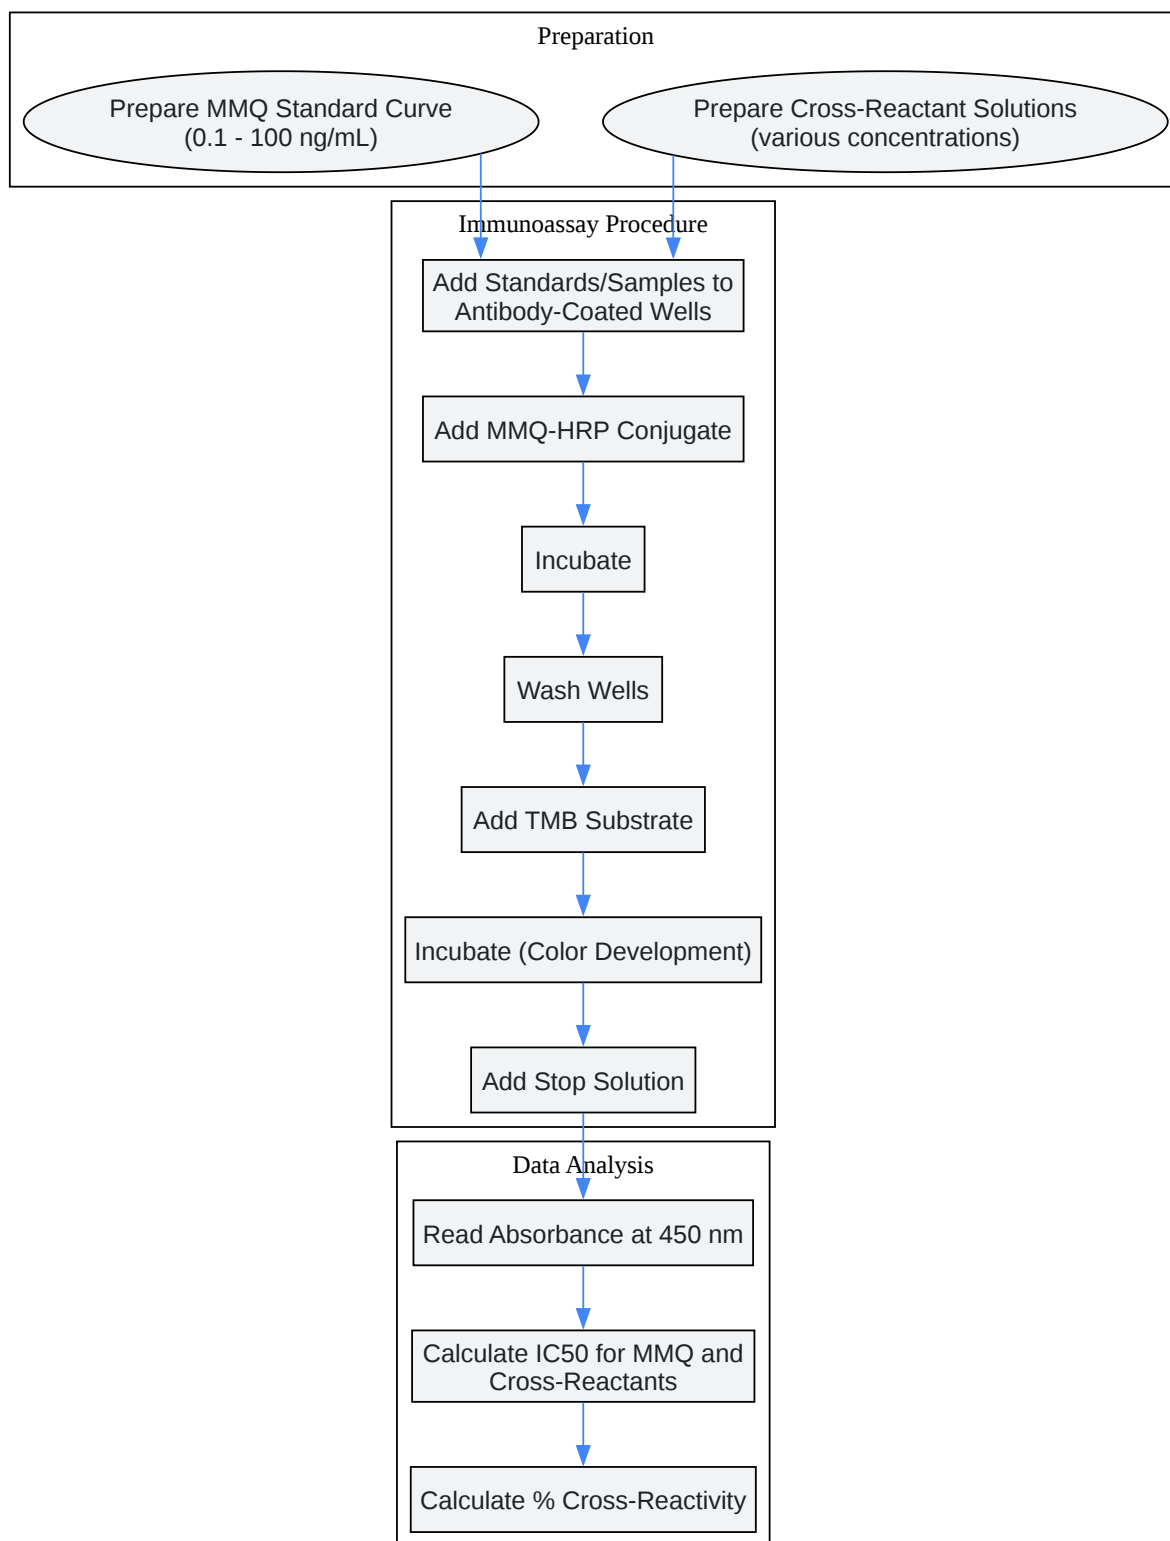 Preparation
Prepare MMQ Standard Curve
(0.1 - 100 ng/mL)
Prepare Cross-Reactant Solutions
(various concentrations)
Immunoassay Procedure
Add Standards/Samples to
Antibody-Coated Wells
Add MMQ-HRP Conjugate
Incubate
Wash Wells
Add TMB Substrate
Incubate (Color Development)
Add Stop Solution
Data Analysis
Read Absorbance at 450 nm
Calculate IC50 for MMQ and
Cross-Reactants
Calculate % Cross-Reactivity